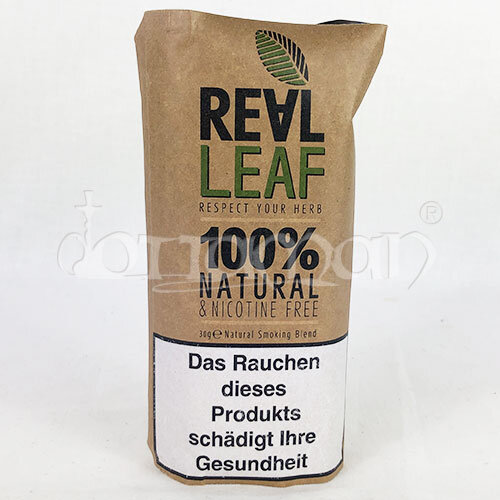 REAL
LEAF
RESPECT YOUR HERB
100%
NATURAL
& NICOTINE FREE
30g℮ Natural Smoking Blend
Das Rauchen
dieses
Produkts
schädigt Ihre
Gesundheit